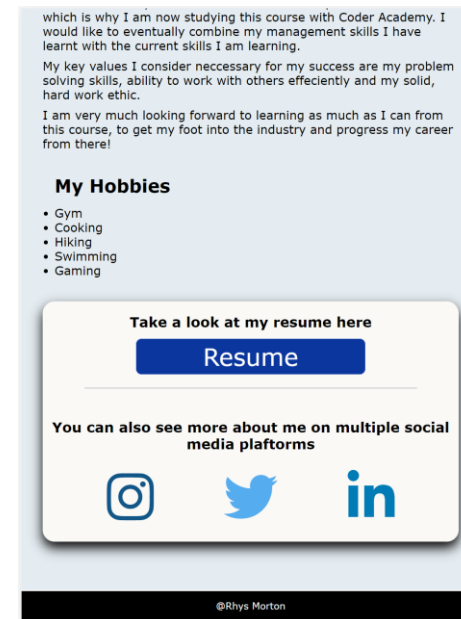 which is why I am now studying this course with Coder Academy. I
would like to eventually combine my management skills I have
learnt with the current skills I am learning.
My key values I consider neccessary for my success are my problem
solving skills, ability to work with others effeciently and my solid,
hard work ethic.
I am very much looking forward to learning as much as I can from
this course, to get my foot into the industry and progress my career
from there!
My Hobbies
• Gym
• Cooking
• Hiking
• Swimming
• Gaming
Take a look at my resume here
Resume
You can also see more about me on multiple social
media plaftorms
in
@Rhys Morton